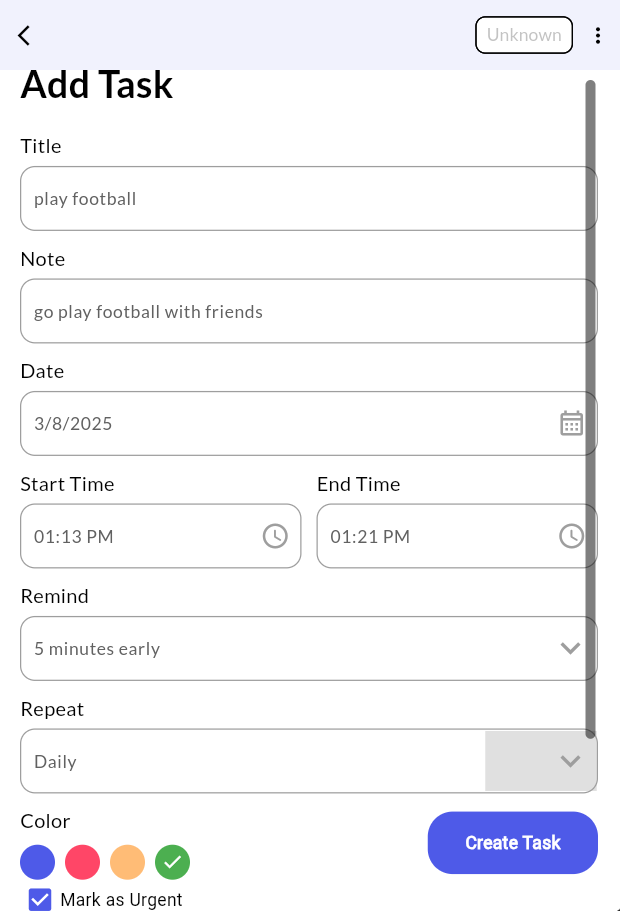 Unknown
Add Task
Title
play football
Note
go play football with friends
Date
3/8/2025
Start Time End Time
01:13 PM 01:21 PM
Remind
5 minutes early
Repeat
Daily
Color
Create Task
Mark as Urgent